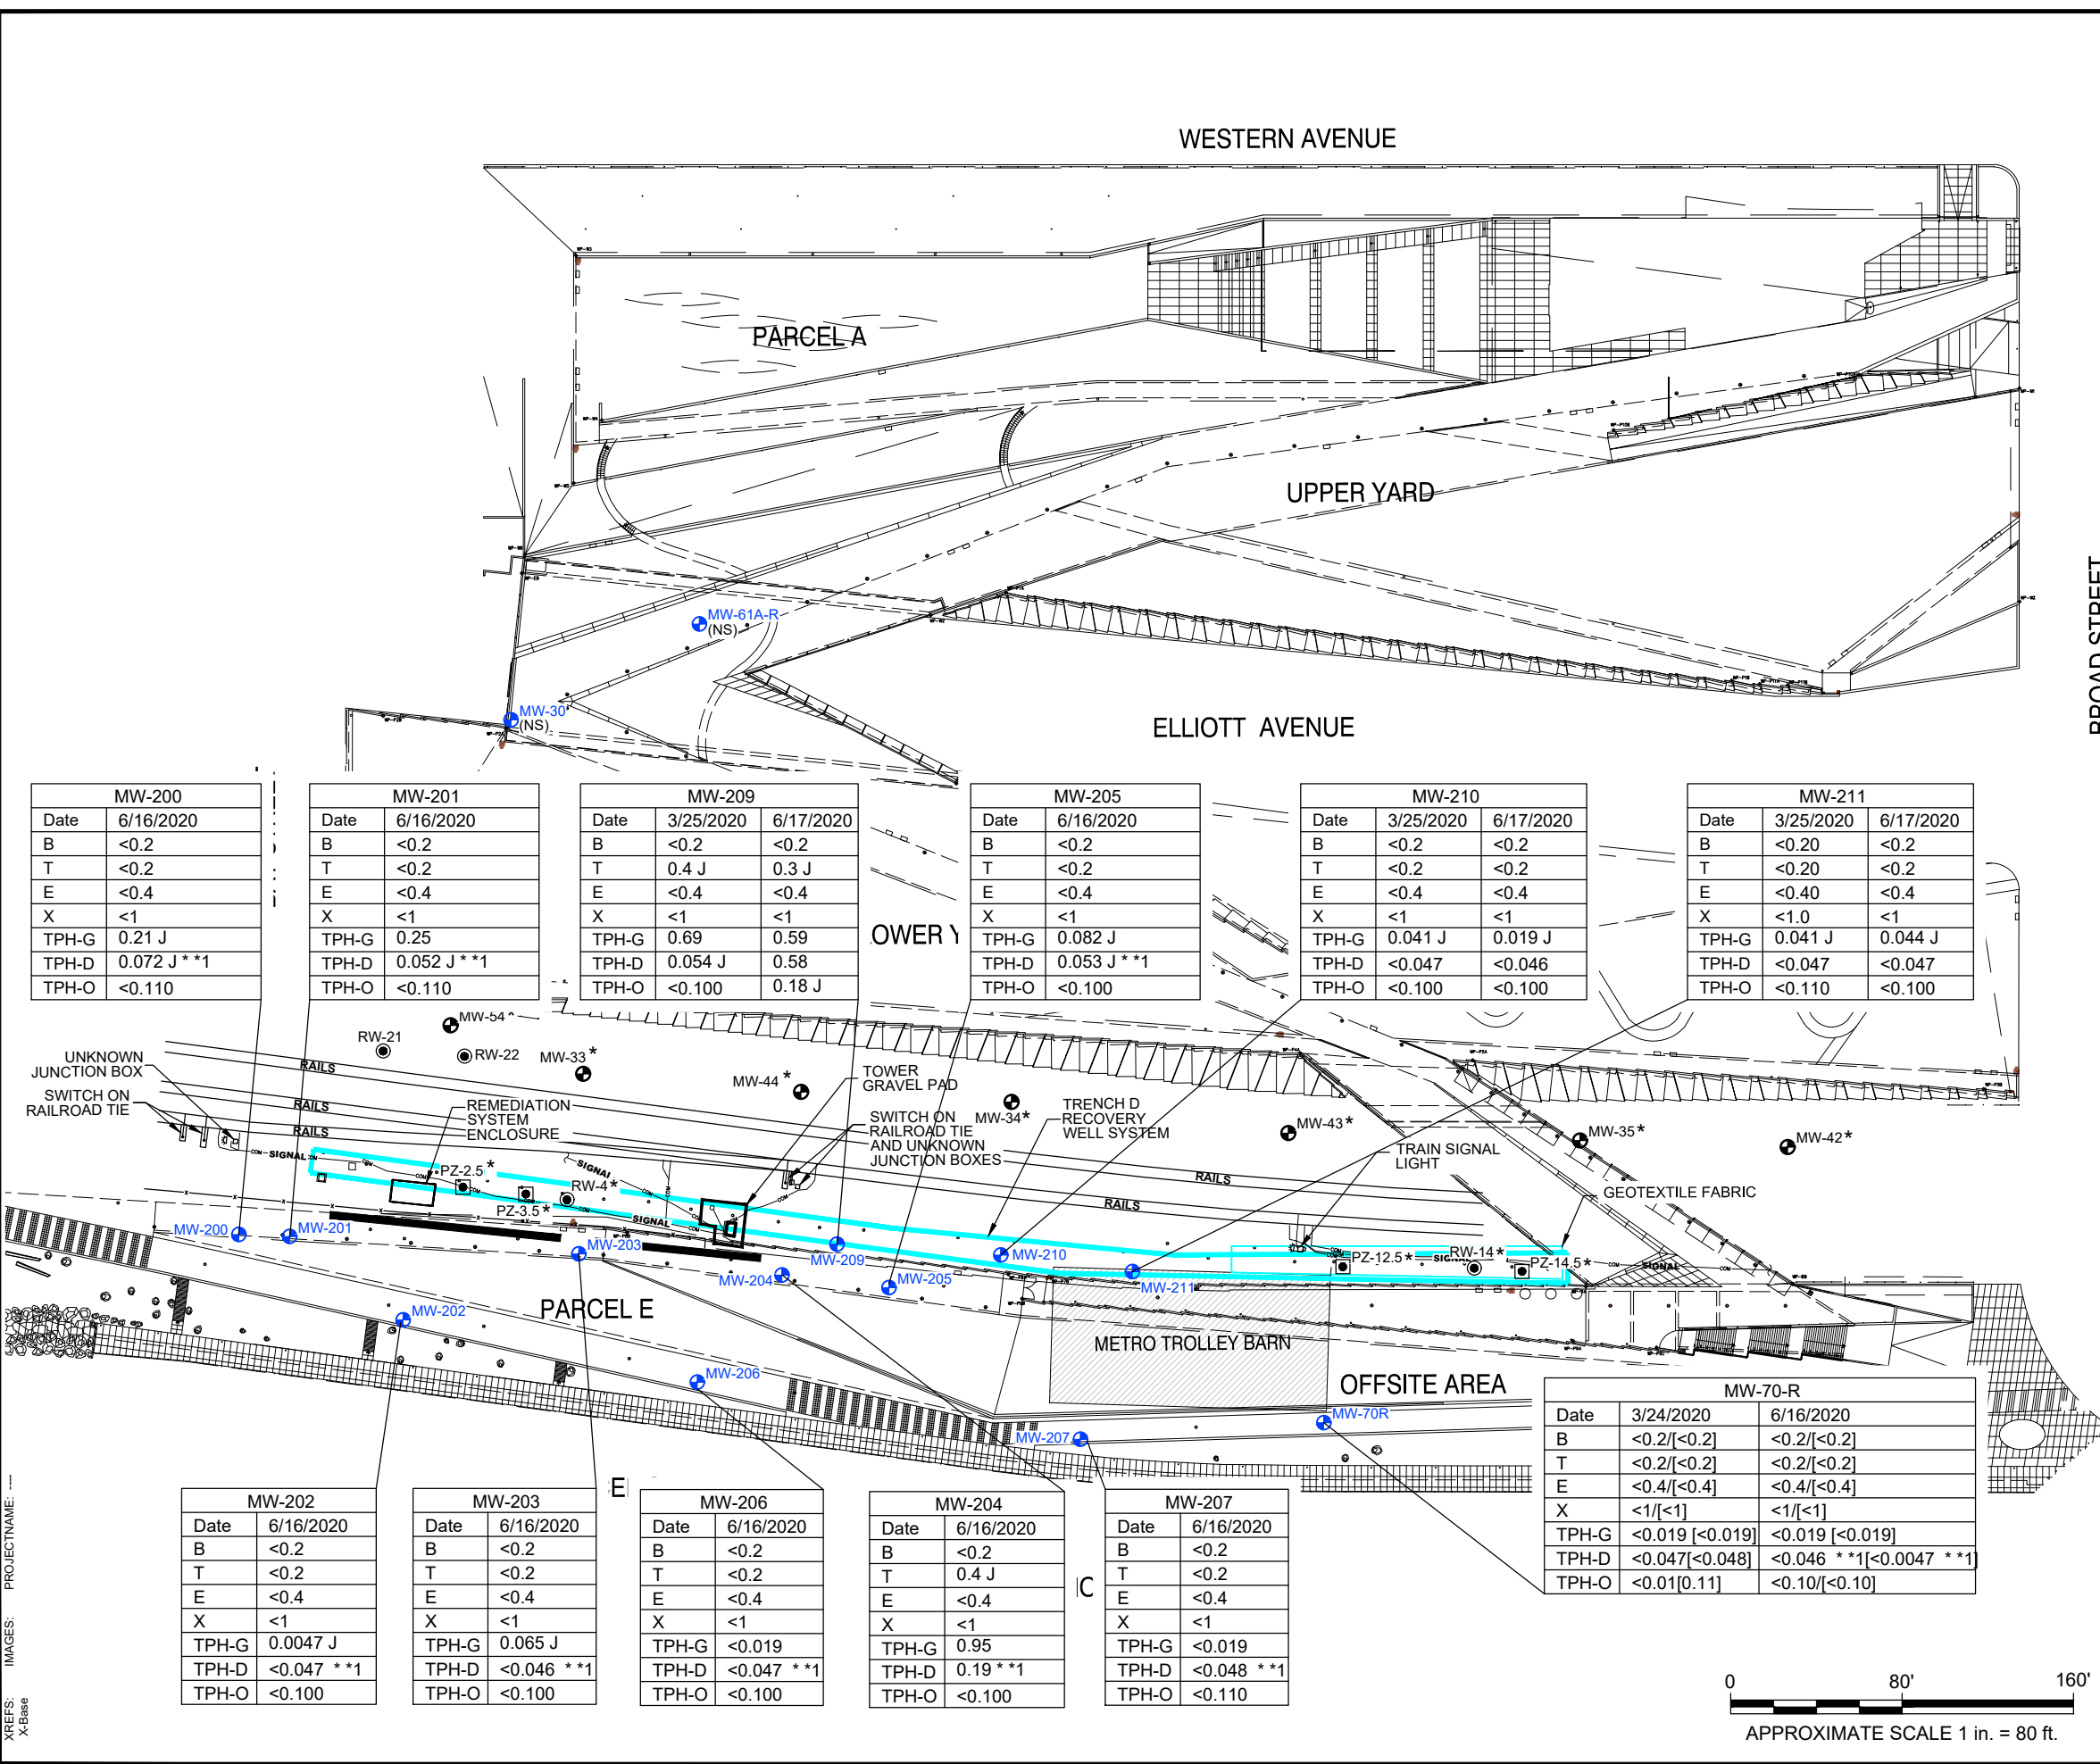 WESTERN AVENUE
PARCEL A
UPPER YARD
BROAD STREET
MW-61A-R
(NS)
MW-30
(NS)
ELLIOTT AVENUE
MW-200
Date 6/16/2020
B <0.2
T <0.2
E <0.4
X <1
TPH-G 0.21 J
TPH-D 0.072 J * *1
TPH-O <0.110
MW-201
Date 6/16/2020
B <0.2
T <0.2
E <0.4
X <1
TPH-G 0.25
TPH-D 0.052 J * *1
TPH-O <0.110
MW-209
Date 3/25/2020 6/17/2020
B <0.2 <0.2
T 0.4 J 0.3 J
E <0.4 <0.4
X <1 <1
TPH-G 0.69 0.59
TPH-D 0.054 J 0.58
TPH-O <0.100 0.18 J
OWER Y
MW-205
Date 6/16/2020
B <0.2
T <0.2
E <0.4
X <1
TPH-G 0.082 J
TPH-D 0.053 J * *1
TPH-O <0.100
MW-210
Date 3/25/2020 6/17/2020
B <0.2 <0.2
T <0.2 <0.2
E <0.4 <0.4
X <1 <1
TPH-G 0.041 J 0.019 J
TPH-D <0.047 <0.046
TPH-O <0.100 <0.100
MW-211
Date 3/25/2020 6/17/2020
B <0.20 <0.2
T <0.20 <0.2
E <0.40 <0.4
X <1.0 <1
TPH-G 0.041 J 0.044 J
TPH-D <0.047 <0.047
TPH-O <0.110 <0.100
MW-54*
RW-21
RW-22
MW-33*
MW-44*
MW-34*
MW-43*
MW-35*
MW-42*
UNKNOWN
JUNCTION BOX
SWITCH ON
RAILROAD TIE
RAILS
RAILS
RAILS
REMEDIATION
SYSTEM
ENCLOSURE
TOWER
GRAVEL PAD
SWITCH ON
RAILROAD TIE
AND UNKNOWN
JUNCTION BOXES
TRENCH D
RECOVERY
WELL SYSTEM
TRAIN SIGNAL
LIGHT
RAILS
RAILS
GEOTEXTILE FABRIC
SIGNAL
SIGNAL
SIGNAL
SIGNAL
PZ-2.5*
PZ-3.5*
RW-4*
PZ-12.5*
RW-14*
PZ-14.5*
MW-200
MW-201
MW-203
MW-209
MW-204
MW-205
MW-210
MW-211
MW-202
PARCEL E
MW-206
METRO TROLLEY BARN
OFFSITE AREA
MW-207
MW-70R
MW-70-R
Date 3/24/2020 6/16/2020
B <0.2/[<0.2] <0.2/[<0.2]
T <0.2/[<0.2] <0.2/[<0.2]
E <0.4/[<0.4] <0.4/[<0.4]
X <1/[<1] <1/[<1]
TPH-G <0.019 [<0.019] <0.019 [<0.019]
TPH-D <0.047[<0.048] <0.046 * *1[<0.0047 * *1]
TPH-O <0.01[0.11] <0.10/[<0.10]
MW-202
Date 6/16/2020
B <0.2
T <0.2
E <0.4
X <1
TPH-G 0.0047 J
TPH-D <0.047 * *1
TPH-O <0.100
MW-203
Date 6/16/2020
B <0.2
T <0.2
E <0.4
X <1
TPH-G 0.065 J
TPH-D <0.046 * *1
TPH-O <0.100
MW-206
Date 6/16/2020
B <0.2
T <0.2
E <0.4
X <1
TPH-G <0.019
TPH-D <0.047 * *1
TPH-O <0.100
MW-204
Date 6/16/2020
B <0.2
T 0.4 J
E <0.4
X <1
TPH-G 0.95
TPH-D 0.19 * *1
TPH-O <0.100
MW-207
Date 6/16/2020
B <0.2
T <0.2
E <0.4
X <1
TPH-G <0.019
TPH-D <0.048 * *1
TPH-O <0.110
XREFS: IMAGES: PROJECTNAME: ----
X-Base
0 80' 160'
APPROXIMATE SCALE 1 in. = 80 ft.